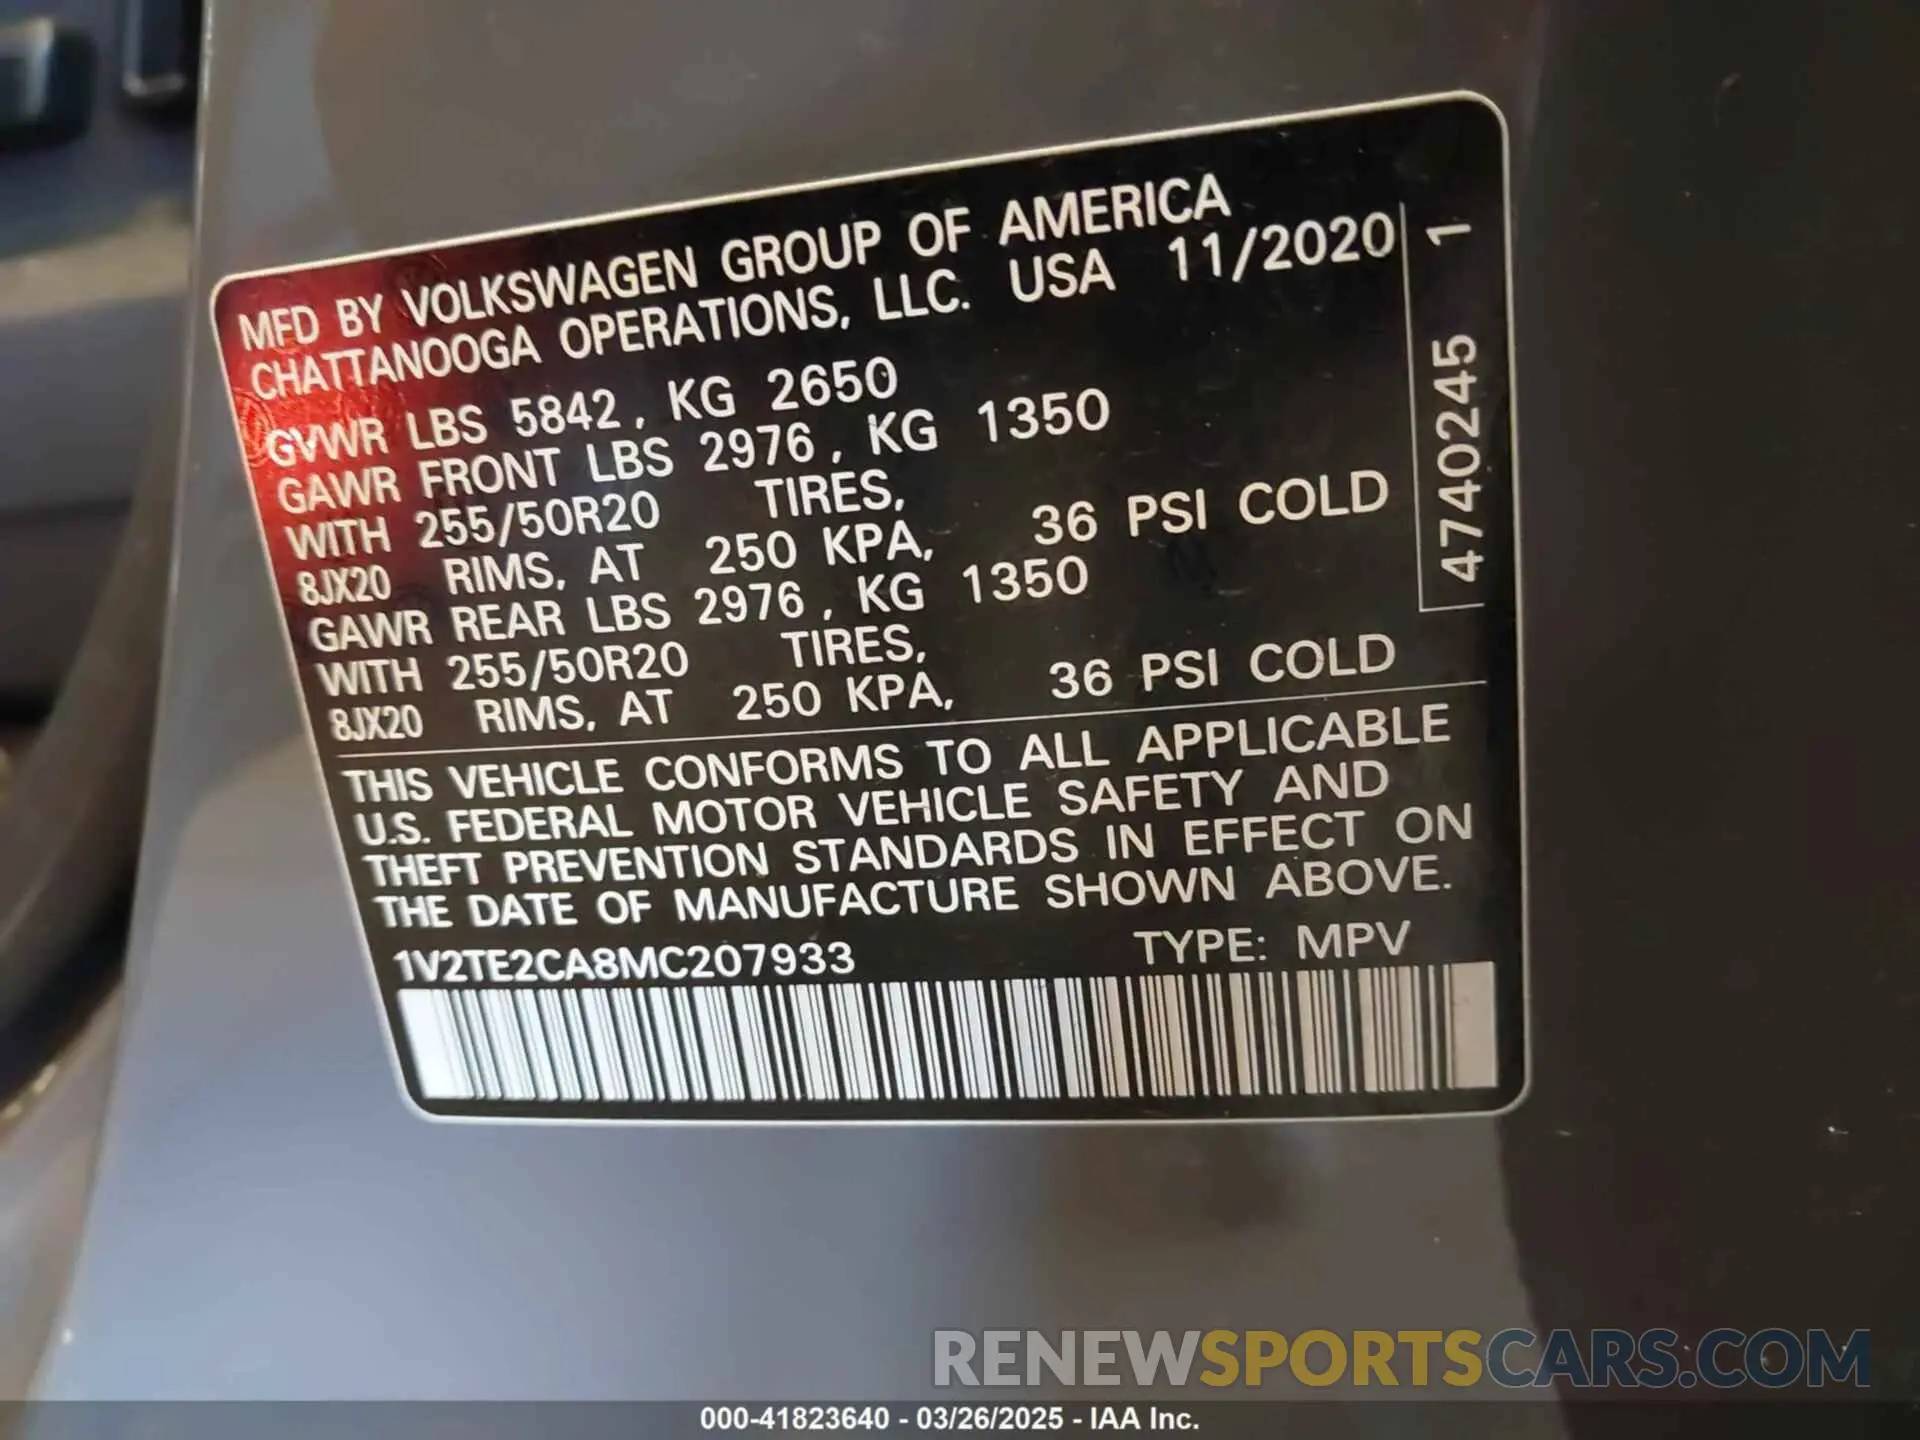 MFD BY VOLKSWAGEN GROUP OF AMERICA
CHATTANOOGA OPERATIONS, LLC. USA 11/2020
GVWR LBS 5842, KG 2650
GAWR FRONT LBS 2976, KG 1350
WITH 255/50R20 TIRES,
8JX20 RIMS, AT 250 KPA, 36 PSI COLD
GAWR REAR LBS 2976, KG 1350
WITH 255/50R20 TIRES,
8JX20 RIMS, AT 250 KPA, 36 PSI COLD
4740245 1
THIS VEHICLE CONFORMS TO ALL APPLICABLE
U.S. FEDERAL MOTOR VEHICLE SAFETY AND
THEFT PREVENTION STANDARDS IN EFFECT ON
THE DATE OF MANUFACTURE SHOWN ABOVE.
1V2TE2CA8MC207933 TYPE: MPV
RENEWSPORTSCARS.COM
000-41823640 - 03/26/2025 - IAA Inc.